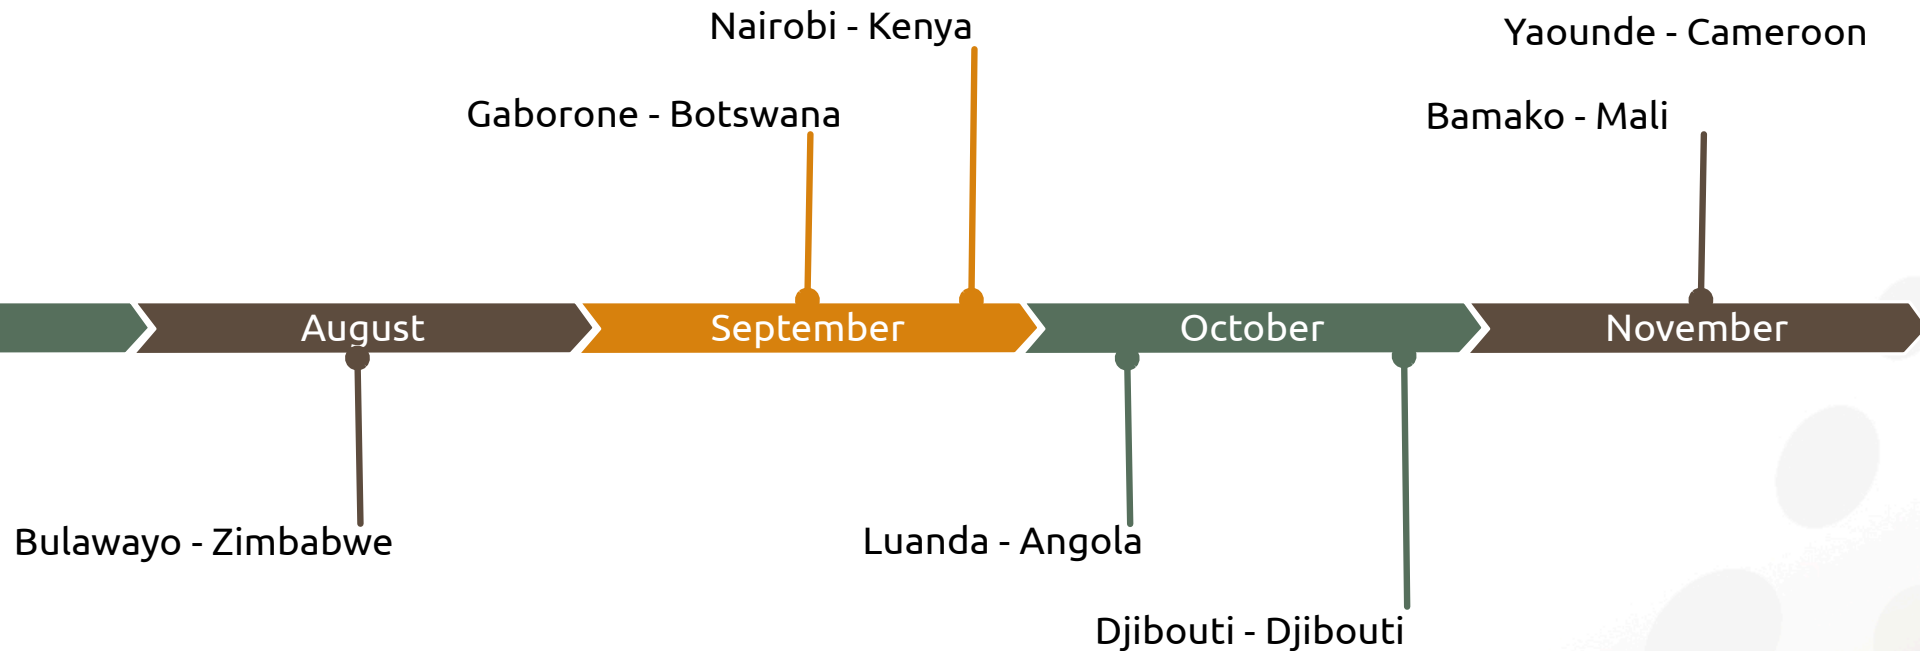 Nairobi - Kenya
Yaounde - Cameroon
Gaborone - Botswana
Bamako - Mali
August
September
October
November
Bulawayo - Zimbabwe
Luanda - Angola
Djibouti - Djibouti